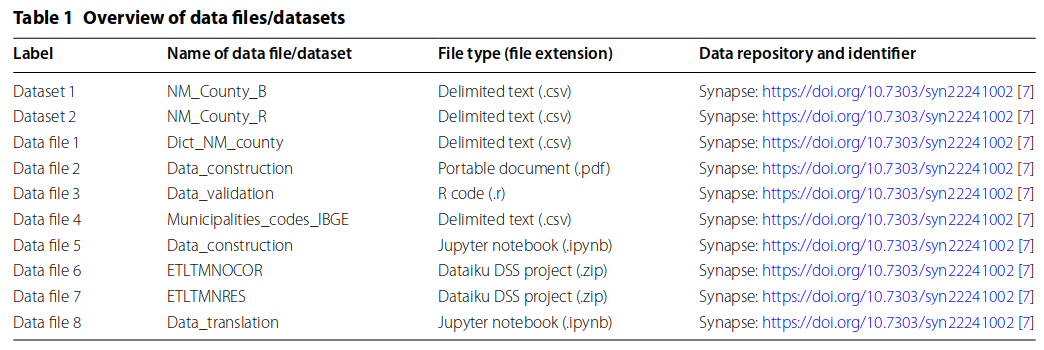 Table 1 Overview of data files/datasets
Label Name of data file/dataset File type (file extension) Data repository and identifier
Dataset 1 NM_County_B Delimited text (.csv) Synapse: https://doi.org/10.7303/syn22241002 [7]
Dataset 2 NM_County_R Delimited text (.csv) Synapse: https://doi.org/10.7303/syn22241002 [7]
Data file 1 Dict_NM_county Delimited text (.csv) Synapse: https://doi.org/10.7303/syn22241002 [7]
Data file 2 Data_construction Portable document (.pdf) Synapse: https://doi.org/10.7303/syn22241002 [7]
Data file 3 Data_validation R code (.r) Synapse: https://doi.org/10.7303/syn22241002 [7]
Data file 4 Municipalities_codes_IBGE Delimited text (.csv) Synapse: https://doi.org/10.7303/syn22241002 [7]
Data file 5 Data_construction Jupyter notebook (.ipynb) Synapse: https://doi.org/10.7303/syn22241002 [7]
Data file 6 ETLTMNOCOR Dataiku DSS project (.zip) Synapse: https://doi.org/10.7303/syn22241002 [7]
Data file 7 ETLTMNRES Dataiku DSS project (.zip) Synapse: https://doi.org/10.7303/syn22241002 [7]
Data file 8 Data_translation Jupyter notebook (.ipynb) Synapse: https://doi.org/10.7303/syn22241002 [7]